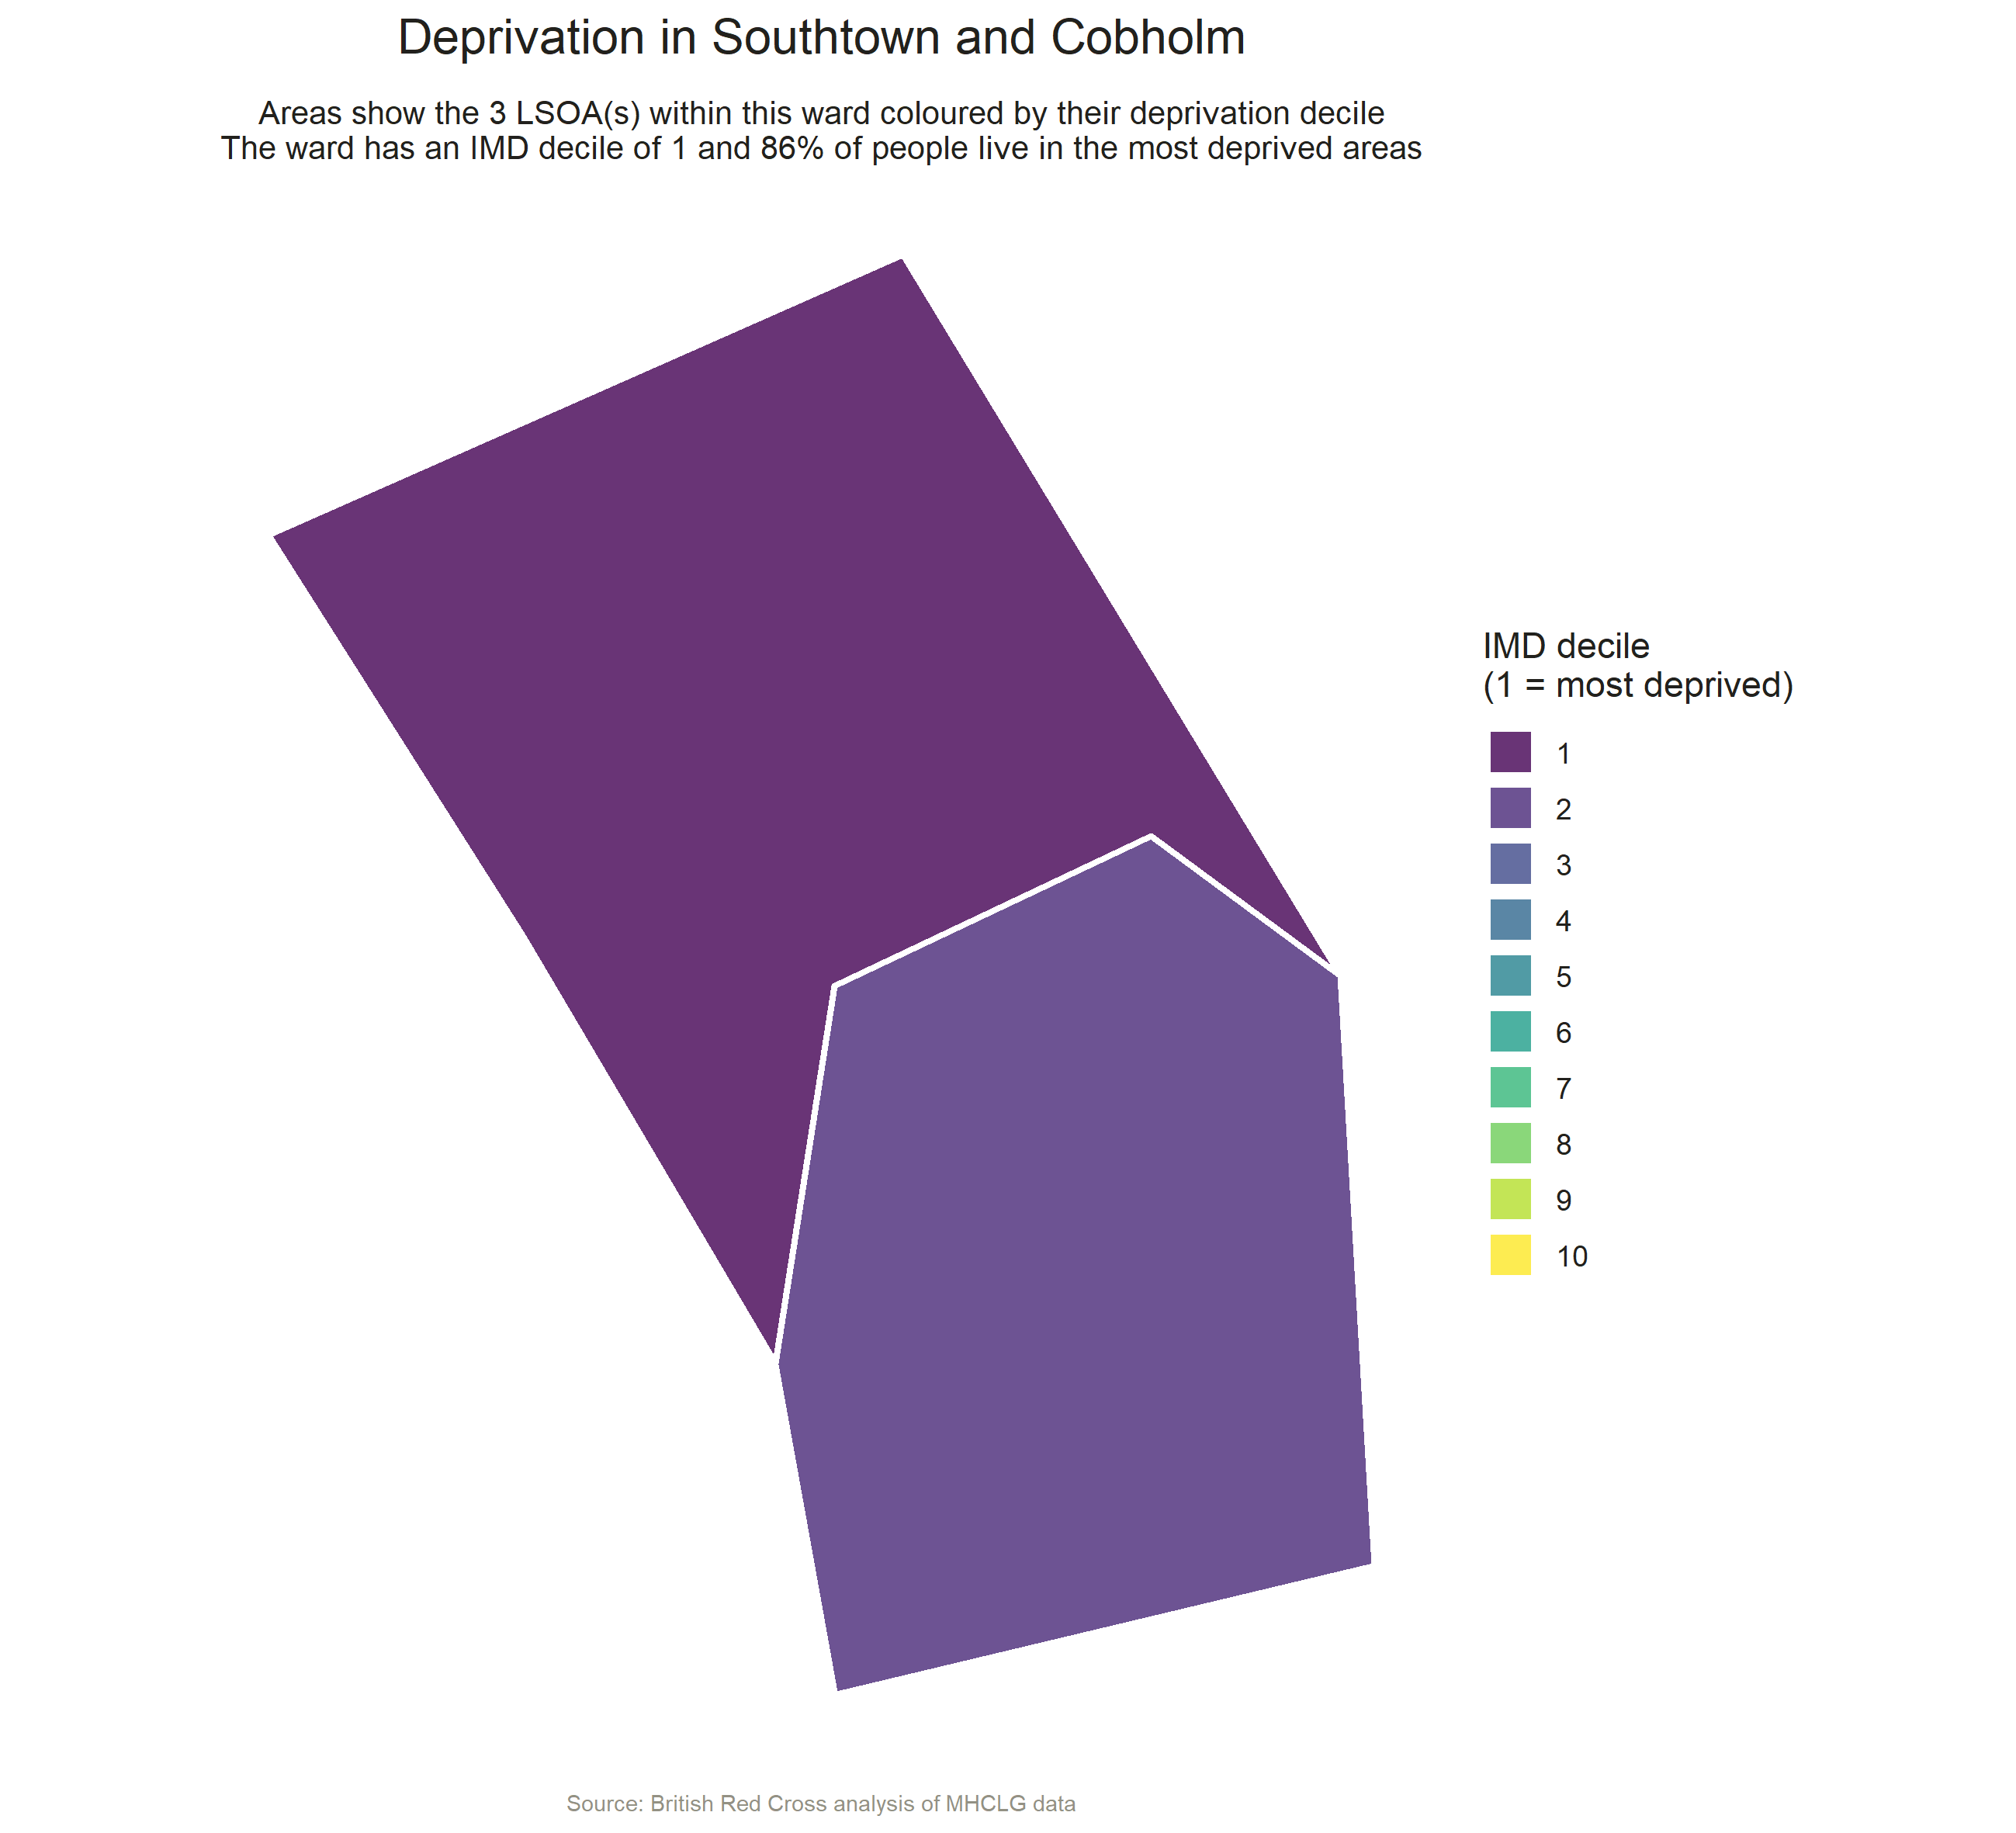 Deprivation in Southtown and Cobholm
Areas show the 3 LSOA(s) within this ward coloured by their deprivation decile
The ward has an IMD decile of 1 and 86% of people live in the most deprived areas
IMD decile
(1 = most deprived)
1
2
3
4
5
6
7
8
9
10
Source: British Red Cross analysis of MHCLG data